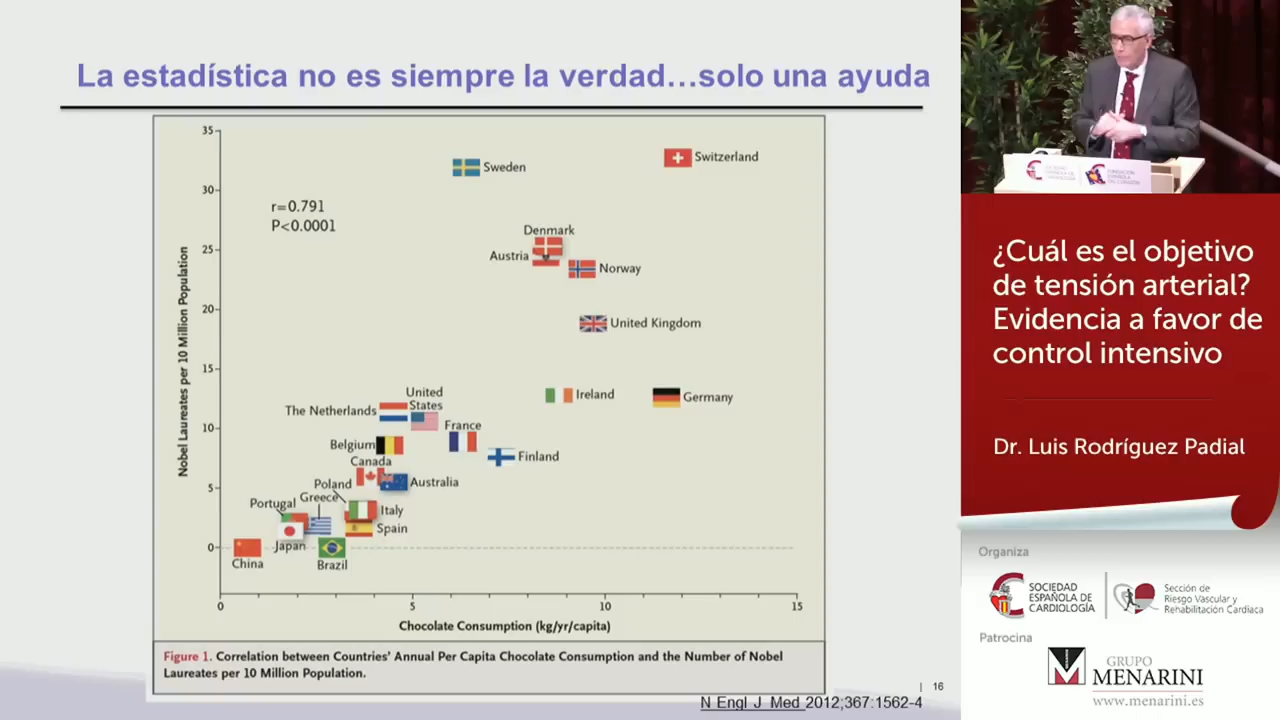 La estadística no es siempre la verdad…solo una ayuda
35
30
25
20
15
10
5
0
Nobel Laureates per 10 Million Population
r=0.791
P<0.0001
Sweden
Switzerland
Denmark
Austria
Norway
United Kingdom
Ireland
Germany
The Netherlands
United
States
France
Belgium
Finland
Canada
Australia
Poland
Portugal
Greece
Italy
Spain
Japan
China
Brazil
0
5
10
15
Chocolate Consumption (kg/yr/capita)
Figure 1. Correlation between Countries' Annual Per Capita Chocolate Consumption and the Number of Nobel
Laureates per 10 Million Population.
| 16
N Engl J Med 2012;367:1562-4
¿Cuál es el objetivo
de tensión arterial?
Evidencia a favor de
control intensivo
Dr. Luis Rodríguez Padial
Organiza
SOCIEDAD
ESPAÑOLA DE
CARDIOLOGÍA
Sección de
Riesgo Vascular y
Rehabilitación Cardiaca
Patrocina
GRUPO
MENARINI
www.menarini.es